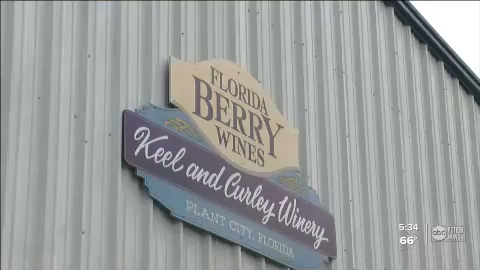 FLORIDA
BERRY
WINES
Keel and Curley Winery
PLANT CITY, FLORIDA
5:34
66°
abc ACTION NEWS